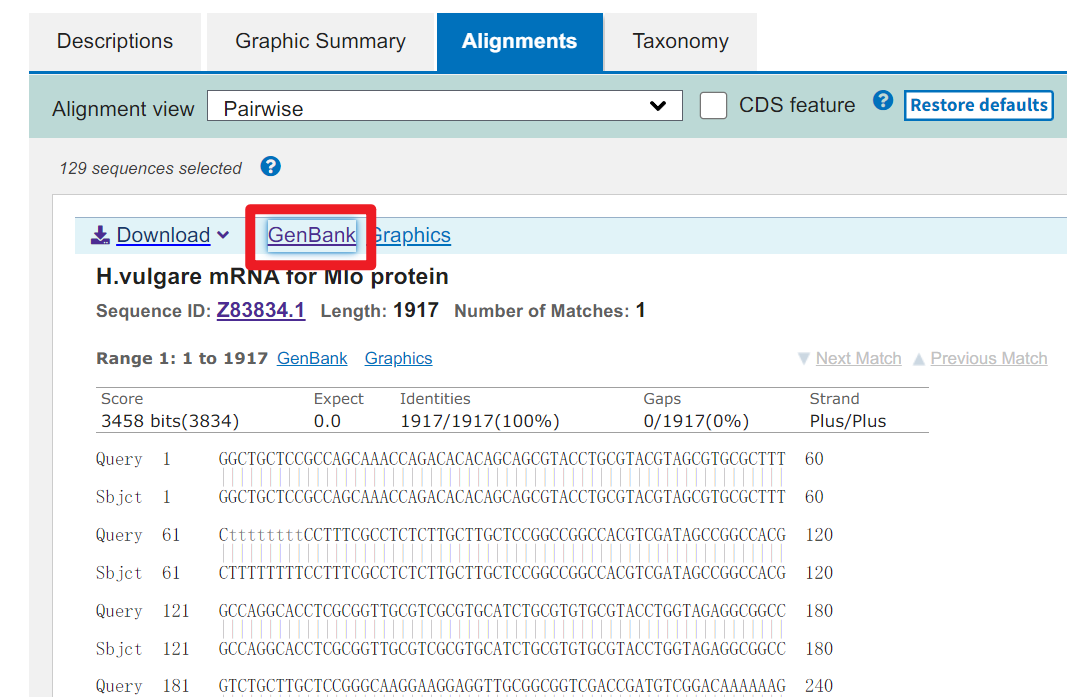 Descriptions Graphic Summary Alignments Taxonomy
Alignment view Pairwise CDS feature ? Restore defaults
129 sequences selected ?
Download GenBank Graphics
H.vulgare mRNA for Mlo protein
Sequence ID: Z83834.1 Length: 1917 Number of Matches: 1
Range 1: 1 to 1917 GenBank Graphics ▼ Next Match ▲ Previous Match
Score Expect Identities Gaps Strand
3458 bits(3834) 0.0 1917/1917(100%) 0/1917(0%) Plus/Plus
Query 1 GGCTGCTCCGCCAGCAAACCAGACACACAGCAGCGTACCTGCGTACGTAGCGTGCGCTTT 60
Sbjct 1 GGCTGCTCCGCCAGCAAACCAGACACACAGCAGCGTACCTGCGTACGTAGCGTGCGCTTT 60
Query 61 CttttttttCCTTTCGCCTCTCTTGCTTGCTCCGGCCGGCCACGTCGATAGCCGGCCACG 120
Sbjct 61 CTTTTTTTTCCTTTCGCCTCTCTTGCTTGCTCCGGCCGGCCACGTCGATAGCCGGCCACG 120
Query 121 GCCAGGCACCTCGCGGTTGCGTCGCGTGCATCTGCGTGTGCGTACCTGGTAGAGGCGGCC 180
Sbjct 121 GCCAGGCACCTCGCGGTTGCGTCGCGTGCATCTGCGTGTGCGTACCTGGTAGAGGCGGCC 180
Query 181 GTCTGCTTGCTCCGGGCAAGGAAGGAGGTTGCGGCGGTCGACCGATGTCGGACAAAAAAG 240